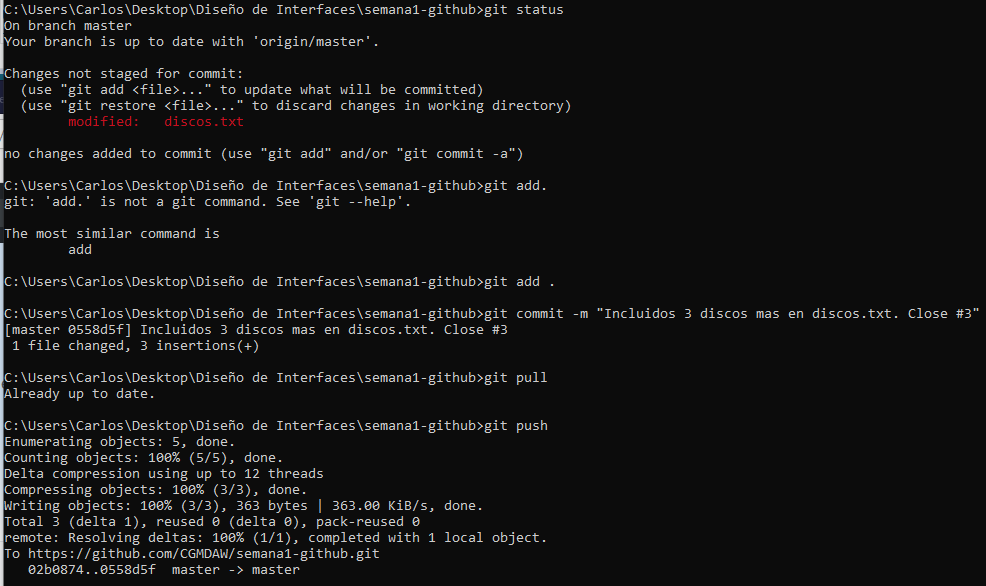 C:\Users\Carlos\Desktop\Diseño de Interfaces\semana1-github>git status
On branch master
Your branch is up to date with 'origin/master'.
Changes not staged for commit:
(use "git add <file>..." to update what will be committed)
(use "git restore <file>..." to discard changes in working directory)
modified:   discos.txt
no changes added to commit (use "git add" and/or "git commit -a")
C:\Users\Carlos\Desktop\Diseño de Interfaces\semana1-github>git add.
git: 'add.' is not a git command. See 'git --help'.
The most similar command is
add
C:\Users\Carlos\Desktop\Diseño de Interfaces\semana1-github>git add .
C:\Users\Carlos\Desktop\Diseño de Interfaces\semana1-github>git commit -m "Incluidos 3 discos mas en discos.txt. Close #3"
[master 0558d5f] Incluidos 3 discos mas en discos.txt. Close #3
1 file changed, 3 insertions(+)
C:\Users\Carlos\Desktop\Diseño de Interfaces\semana1-github>git pull
Already up to date.
C:\Users\Carlos\Desktop\Diseño de Interfaces\semana1-github>git push
Enumerating objects: 5, done.
Counting objects: 100% (5/5), done.
Delta compression using up to 12 threads
Compressing objects: 100% (3/3), done.
Writing objects: 100% (3/3), 363 bytes | 363.00 KiB/s, done.
Total 3 (delta 1), reused 0 (delta 0), pack-reused 0
remote: Resolving deltas: 100% (1/1), completed with 1 local object.
To https://github.com/CGMDAW/semana1-github.git
02b0874..0558d5f  master -> master